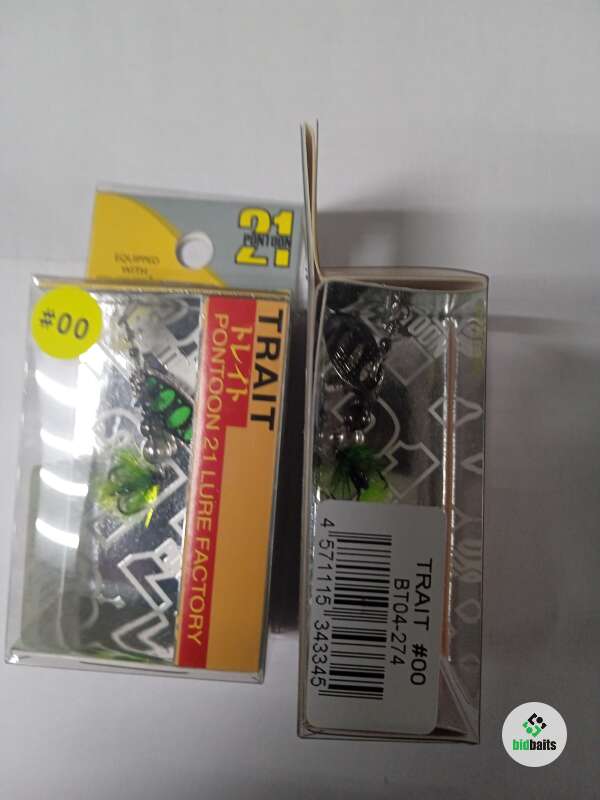 21
PONTOON
EQUIPPED
WITH
#00
TRAIT
トレイト
PONTOON 21 LURE FACTORY
TRAIT #00
BT04-274
4 571115 343345
bidbaits